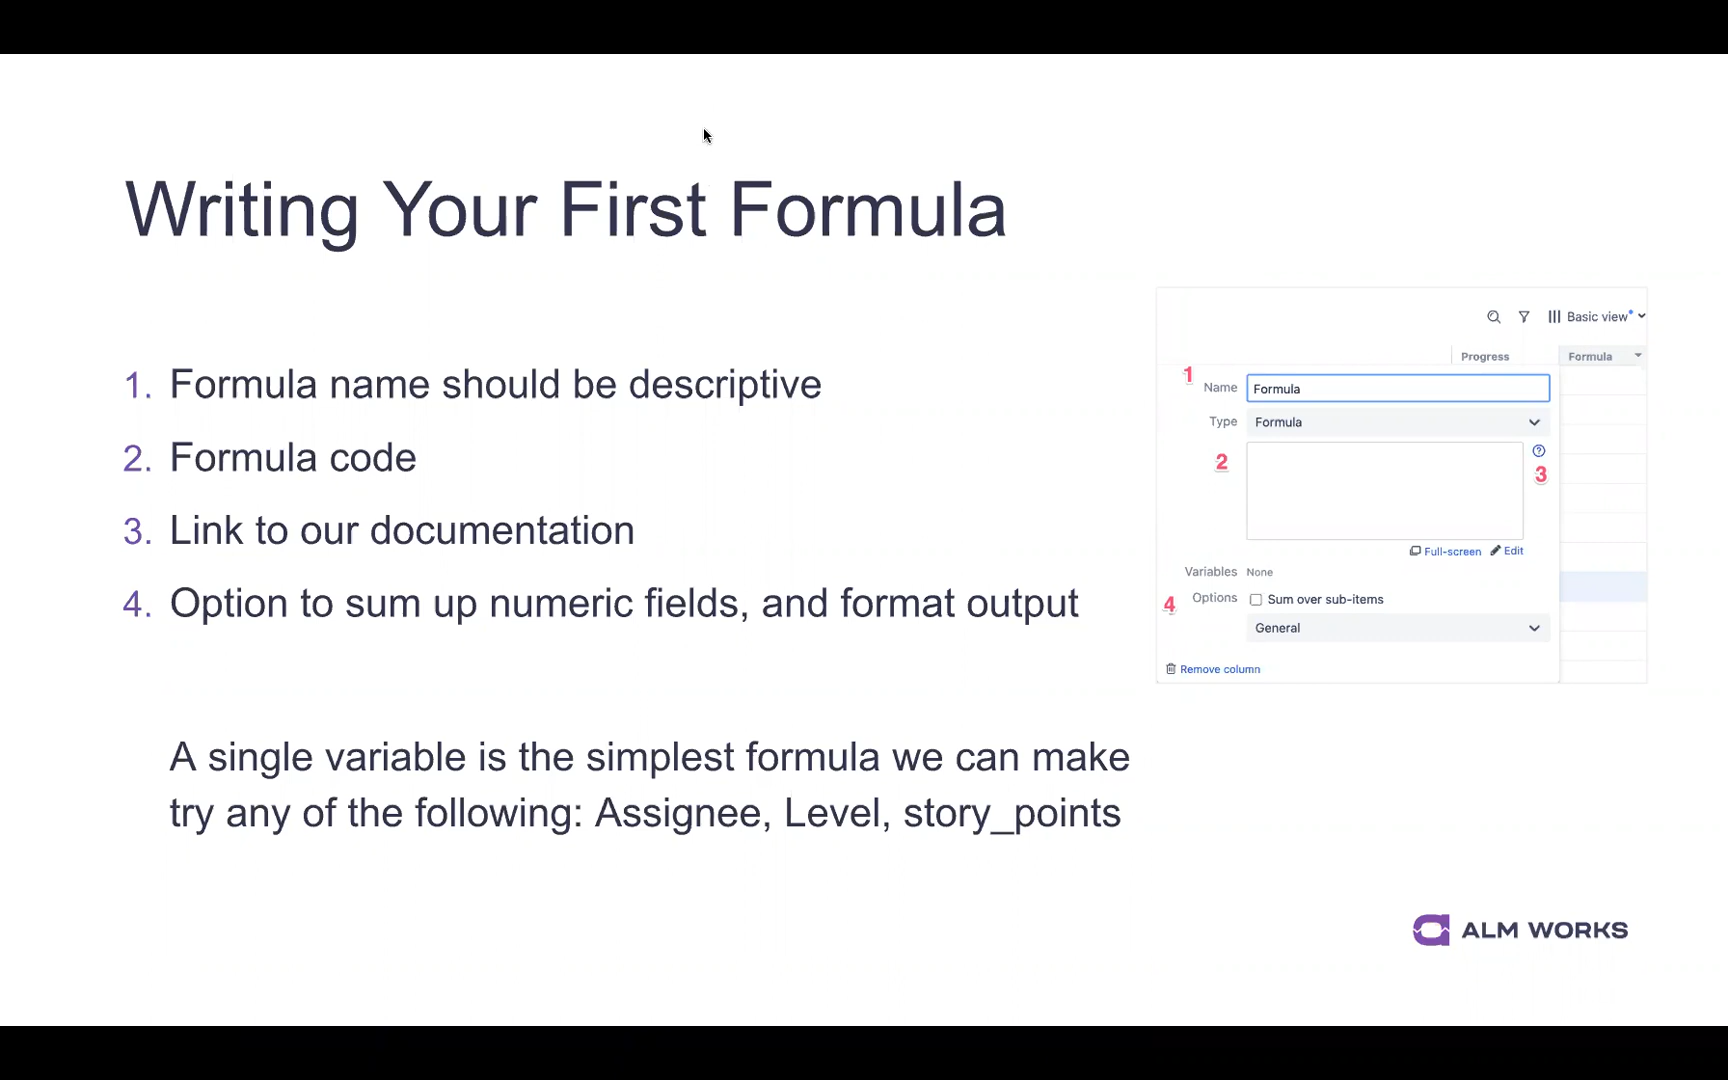 Writing Your First Formula
1. Formula name should be descriptive
2. Formula code
3. Link to our documentation
4. Option to sum up numeric fields, and format output
A single variable is the simplest formula we can make
try any of the following: Assignee, Level, story_points
Basic view
Progress Formula
1 Name Formula
Type Formula
2
3
Full-screen Edit
Variables None
4 Options Sum over sub-items
General
Remove column
ALM WORKS